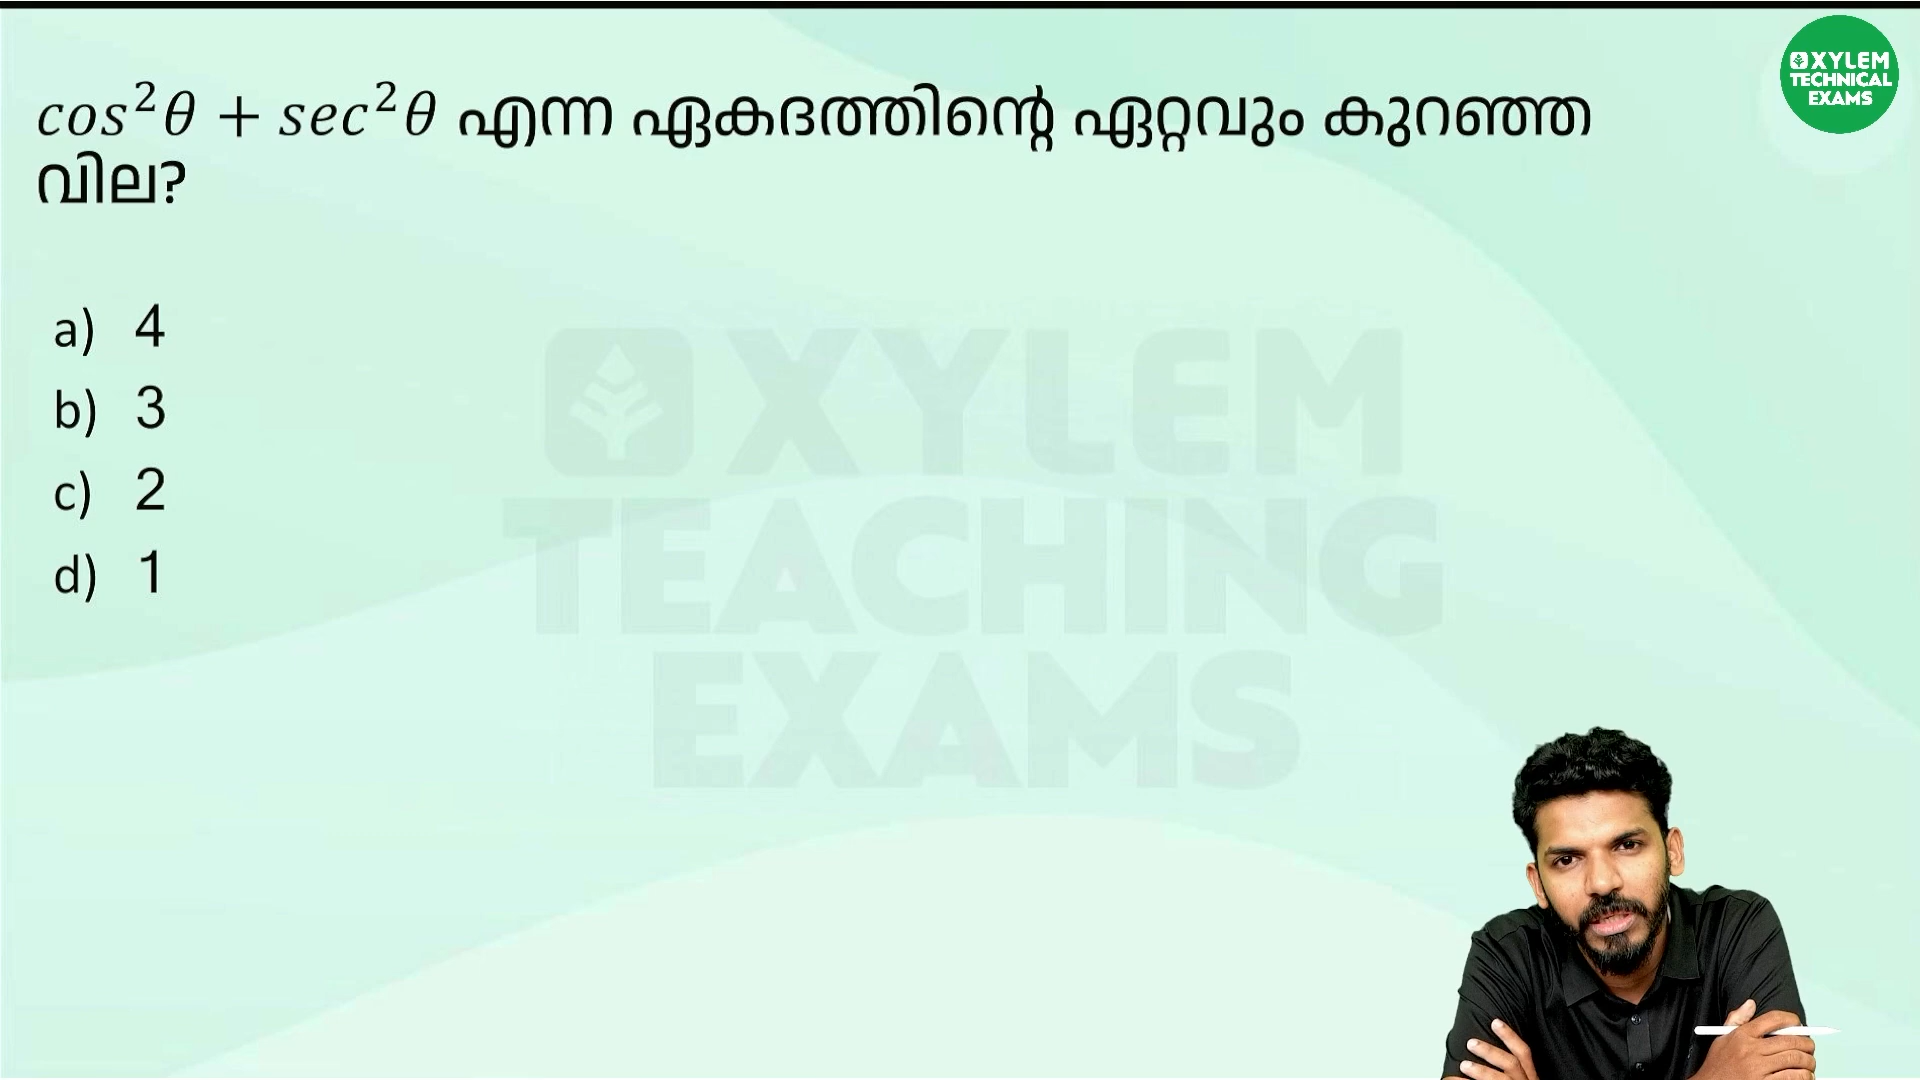 cos²θ + sec²θ എന്ന ഏകദത്തിന്റെ ഏറ്റവും കുറഞ്ഞ
വില?
a) 4
b) 3
c) 2
d) 1
XYLEM
TECHNICAL
EXAMS
XYLEM
TEACHING
EXAMS